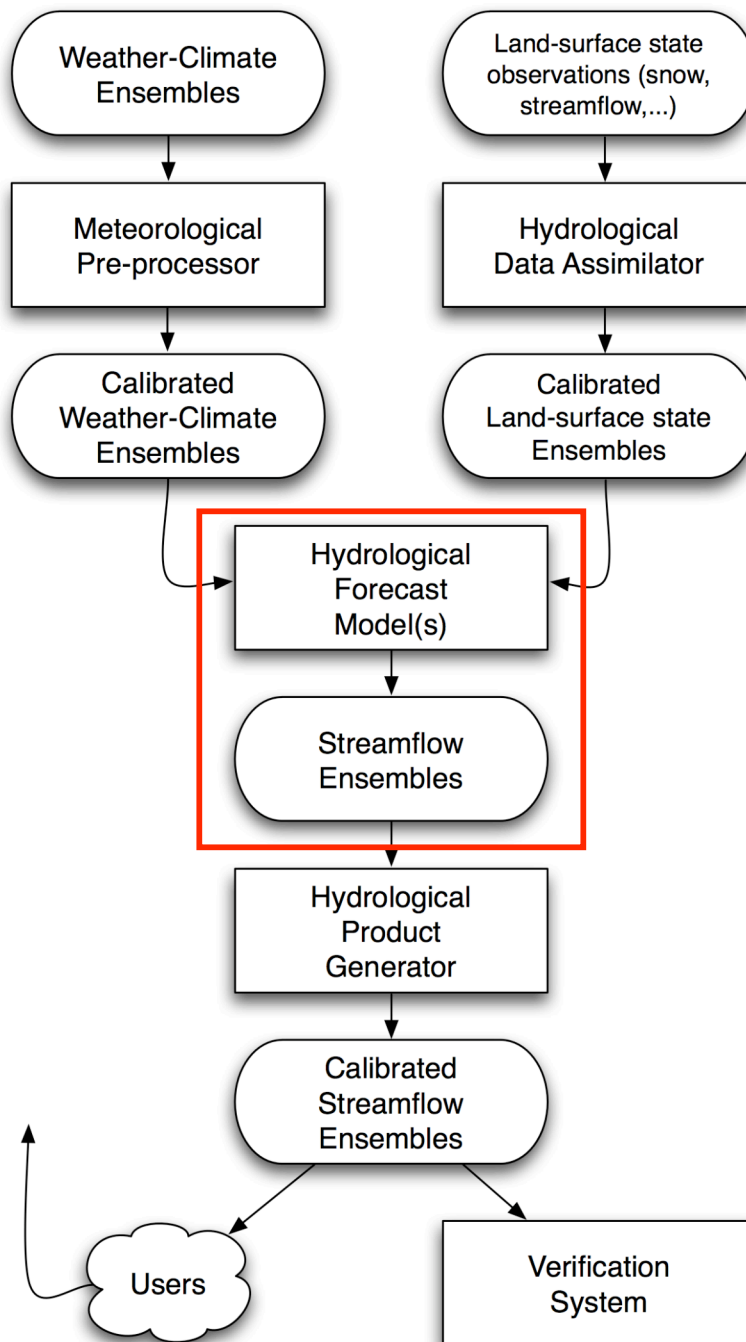 Weather-Climate
Ensembles
Land-surface state
observations (snow,
streamflow,...)
Meteorological
Pre-processor
Hydrological
Data Assimilator
Calibrated
Weather-Climate
Ensembles
Calibrated
Land-surface state
Ensembles
Hydrological
Forecast
Model(s)
Streamflow
Ensembles
Hydrological
Product
Generator
Calibrated
Streamflow
Ensembles
Users
Verification
System